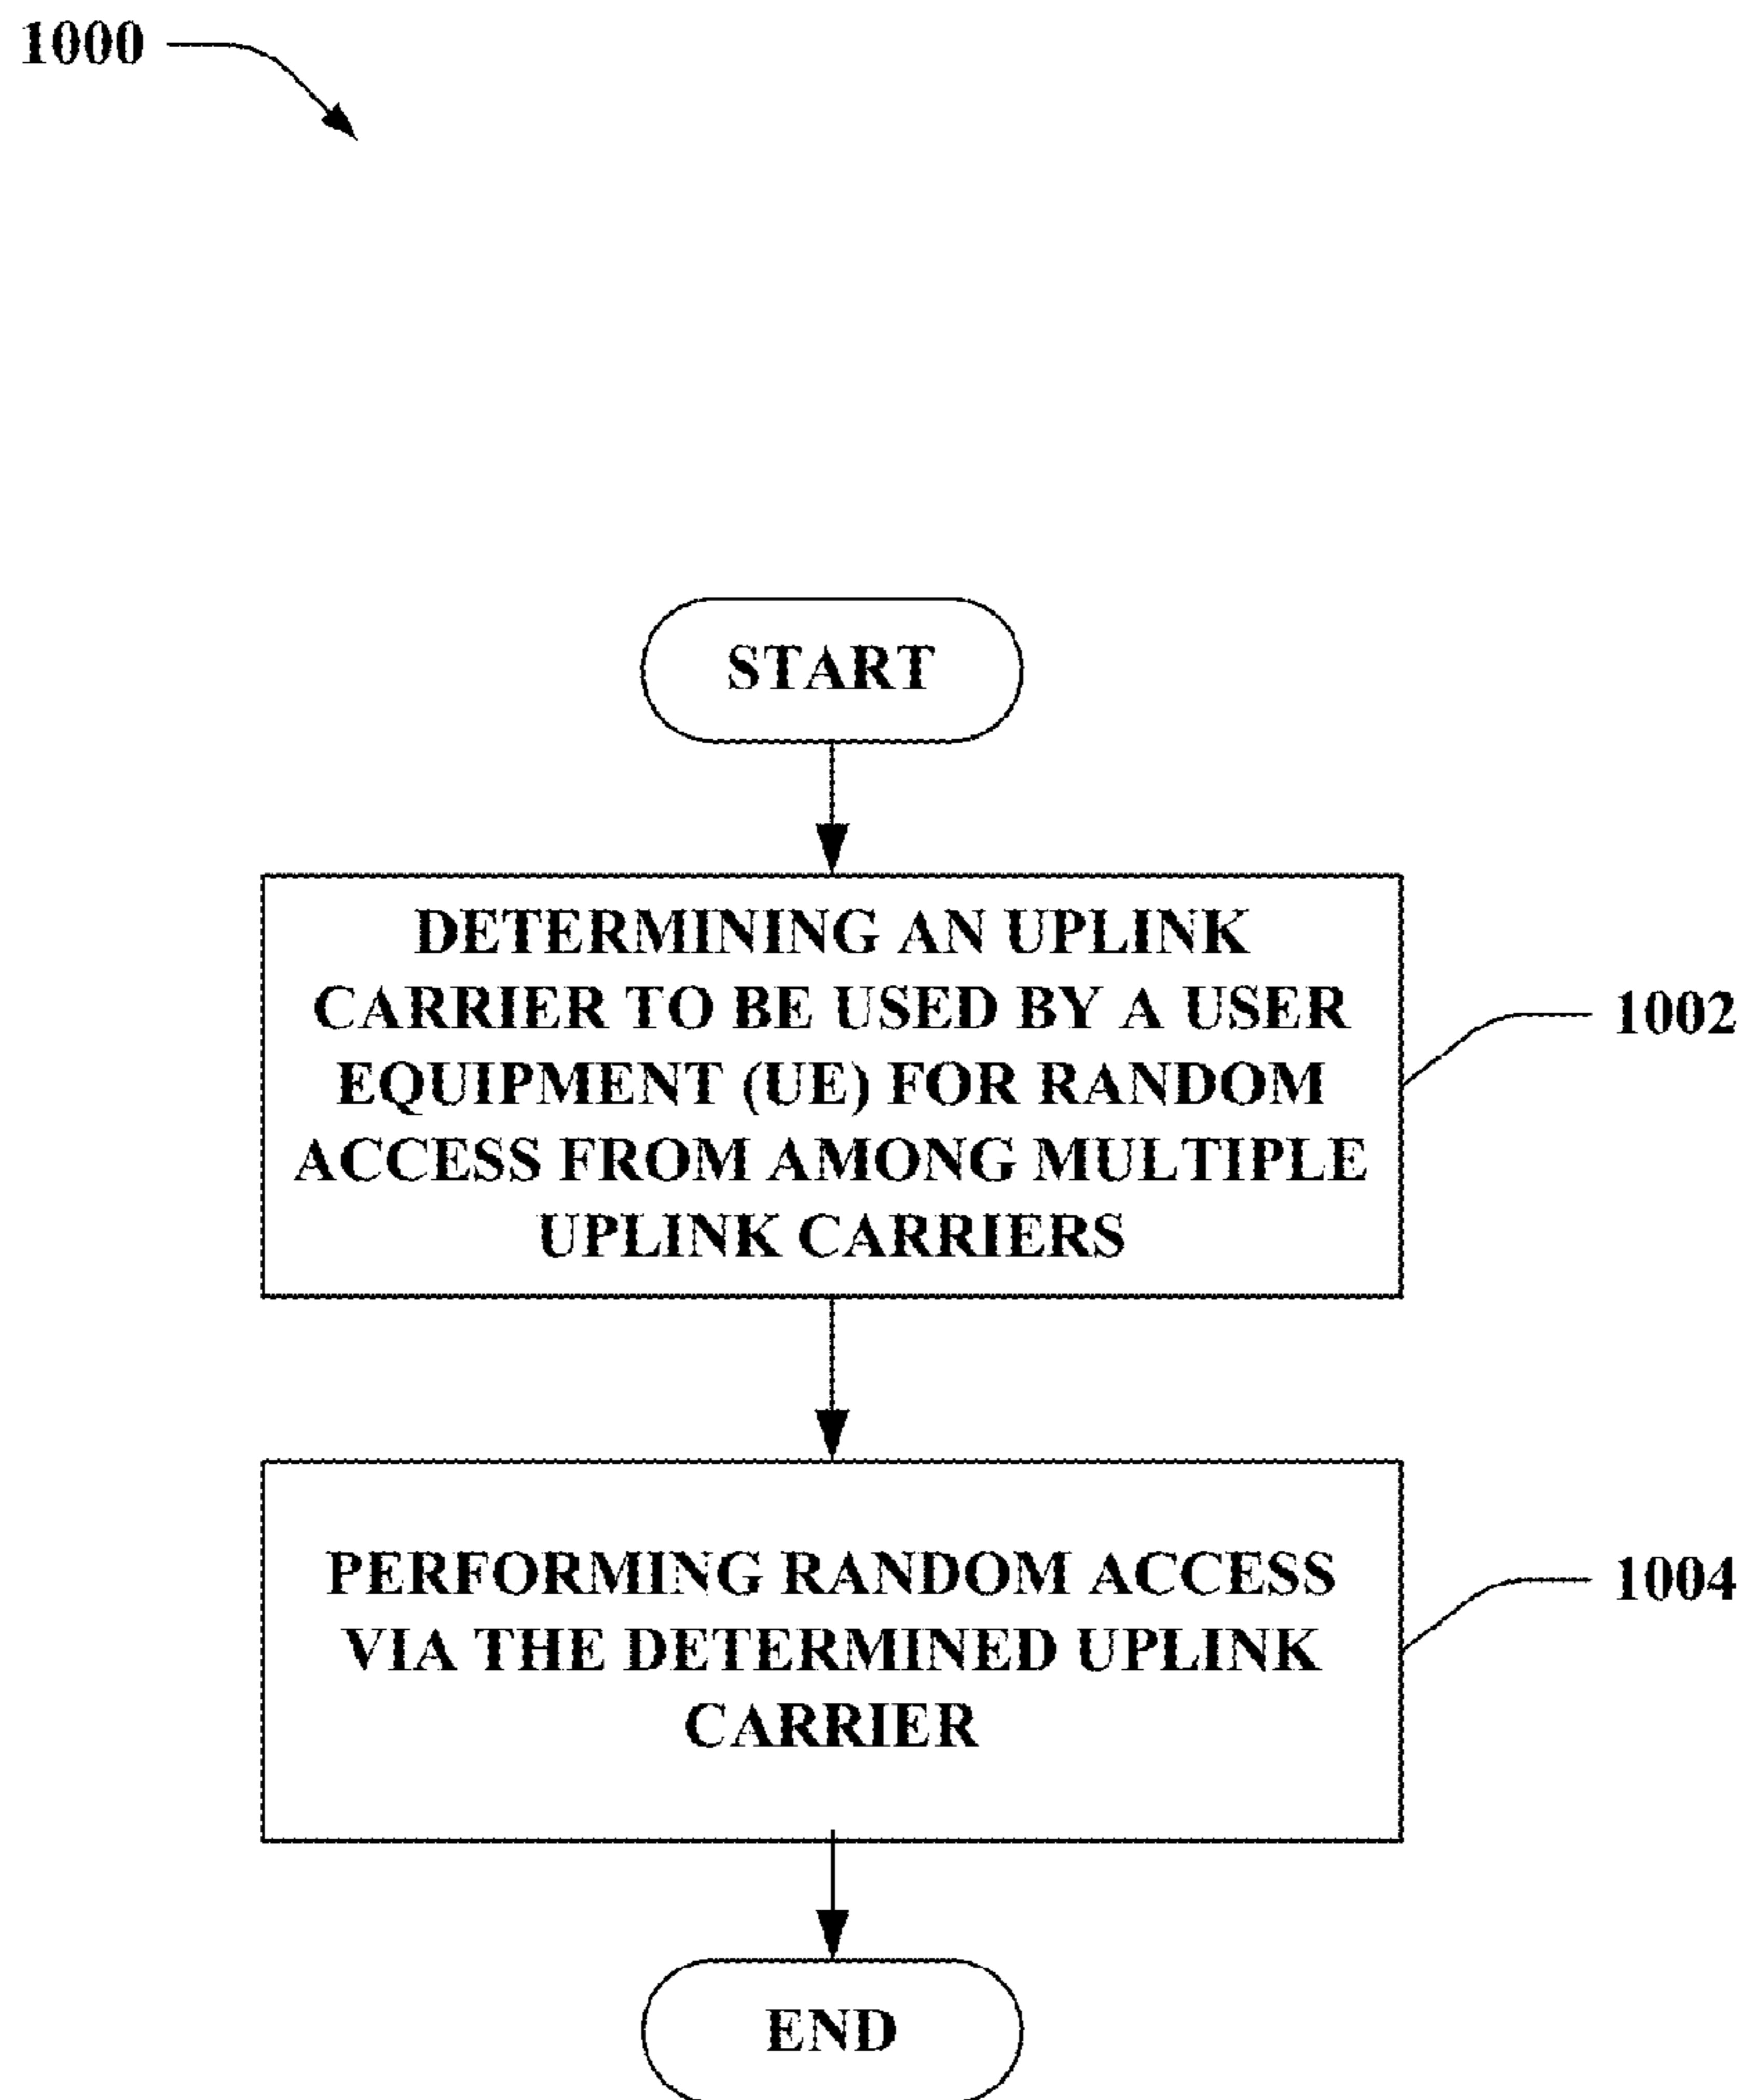 1000
START
DETERMINING AN UPLINK
CARRIER TO BE USED BY A USER
EQUIPMENT (UE) FOR RANDOM
ACCESS FROM AMONG MULTIPLE
UPLINK CARRIERS
1002
PERFORMING RANDOM ACCESS
VIA THE DETERMINED UPLINK
CARRIER
1004
END